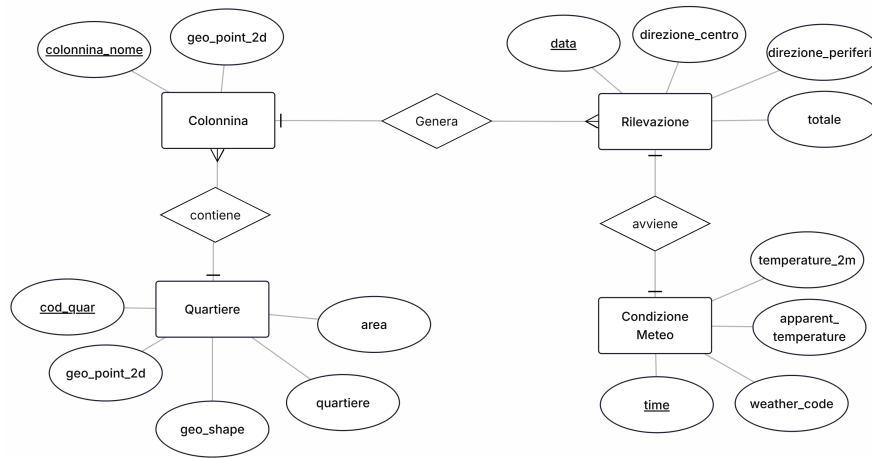 colonnina_nome
geo_point_2d
data
direzione_centro
direzione_periferi
totale
Colonnina
Genera
Rilevazione
contiene
avviene
cod_quar
Quartiere
area
geo_point_2d
geo_shape
quartiere
Condizione
Meteo
temperature_2m
apparent_
temperature
time
weather_code